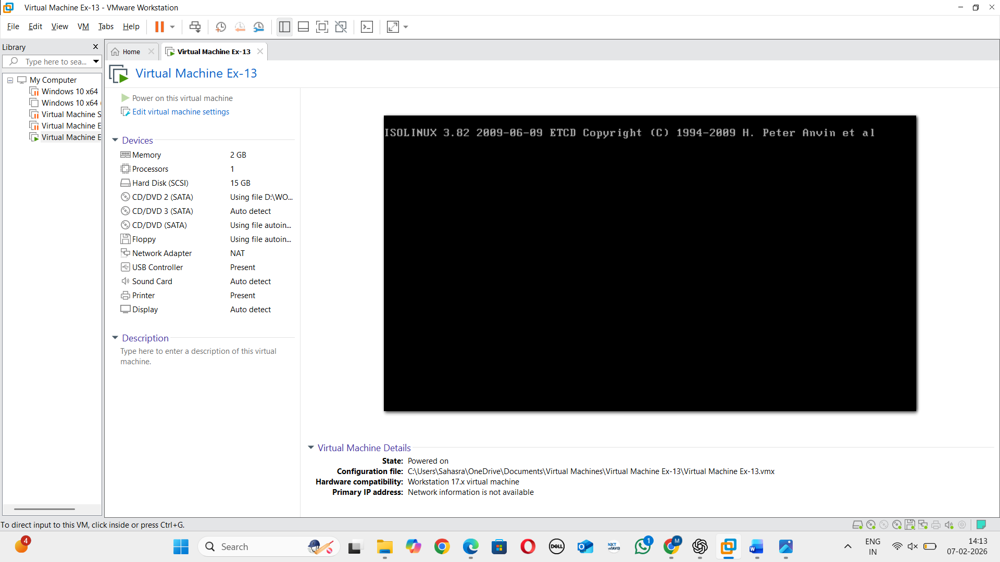 Virtual Machine Ex-13 - VMware Workstation
File Edit View VM Tabs Help
Library
Type here to sea...
My Computer
Windows 10 x64
Windows 10 x64 (
Virtual Machine S
Virtual Machine E
Virtual Machine E
Home
Virtual Machine Ex-13
Virtual Machine Ex-13
Power on this virtual machine
Edit virtual machine settings
Devices
Memory 2 GB
Processors 1
Hard Disk (SCSI) 15 GB
CD/DVD 2 (SATA) Using file D:\WO...
CD/DVD 3 (SATA) Auto detect
CD/DVD (SATA) Using file autoin...
Floppy Using file autoin...
Network Adapter NAT
USB Controller Present
Sound Card Auto detect
Printer Present
Display Auto detect
Description
Type here to enter a description of this virtual
machine.
ISOLINUX 3.82 2009-06-09 ETCD Copyright (C) 1994-2009 H. Peter Anvin et al
Virtual Machine Details
State: Powered on
Configuration file: C:\Users\Sahasra\OneDrive\Documents\Virtual Machines\Virtual Machine Ex-13\Virtual Machine Ex-13.vmx
Hardware compatibility: Workstation 17.x virtual machine
Primary IP address: Network information is not available
To direct input to this VM, click inside or press Ctrl+G.
4
Search
DELL
NXT
WAVE
1
M
ENG
IN
14:13
07-02-2026